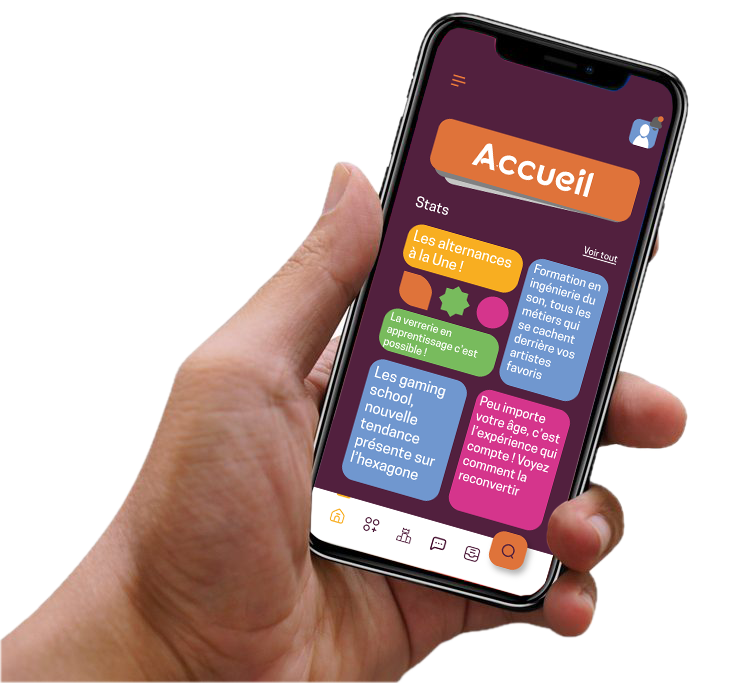 Accueil
Stats
Voir tout
Les alternances
à la Une !
Formation en
ingénierie du
son, tous les
métiers qui
se cachent
derrière vos
artistes
favoris
La verrerie en
apprentissage c'est
possible !
Les gaming
school,
nouvelle
tendance
présente sur
l'hexagone
Peu importe
votre âge, c'est
l'expérience qui
compte ! Voyez
comment la
reconvertir